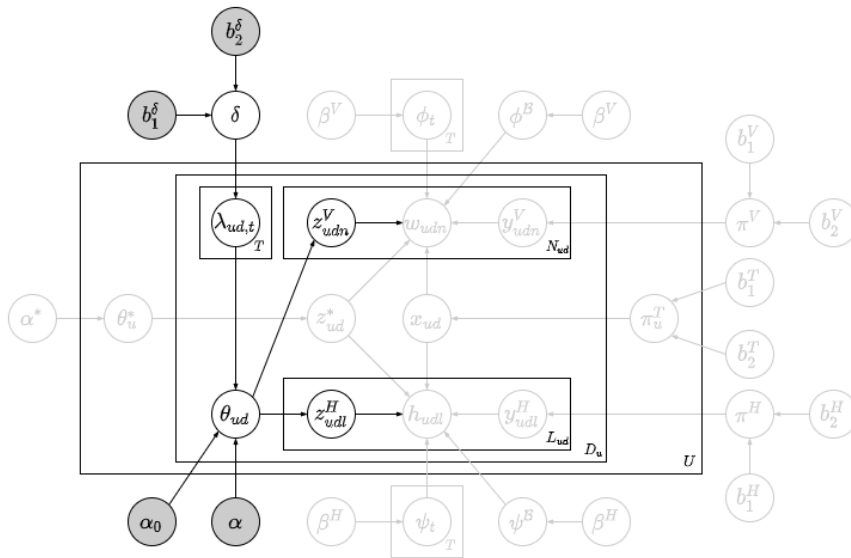 b_2^δ
b_1^δ δ β^V ϕ_t T ϕ^B β^V
b_1^V
λ_{ud,t} T z_{udn}^V w_{udn} y_{udn}^V N_{ud} π^V b_2^V
b_1^T
α^* θ_u^* z_{ud}^* x_{ud} π_u^T
b_2^T
θ_{ud} z_{udl}^H h_{udl} y_{udl}^H L_{ud} D_u U π^H b_2^H
b_1^H
α_0 α β^H ψ_t T ψ^B β^H